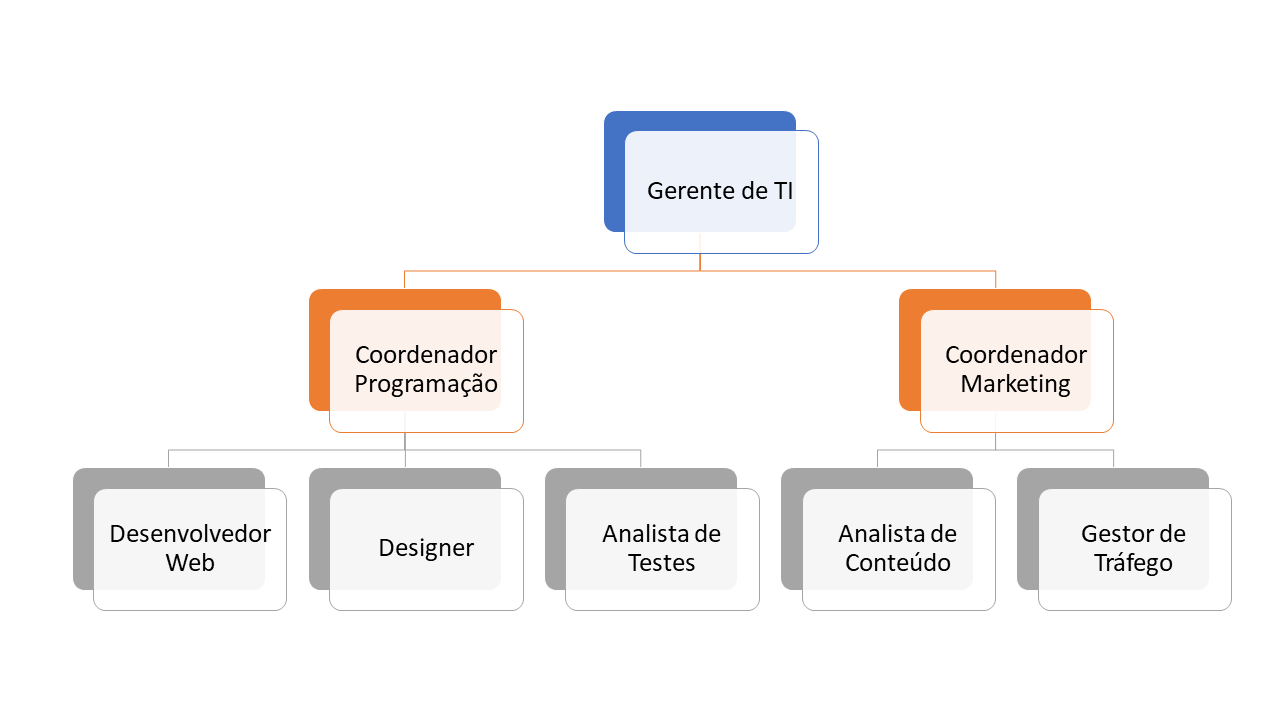 Gerente de TI
Coordenador
Programação
Coordenador
Marketing
Desenvolvedor
Web
Designer
Analista de
Testes
Analista de
Conteúdo
Gestor de
Tráfego